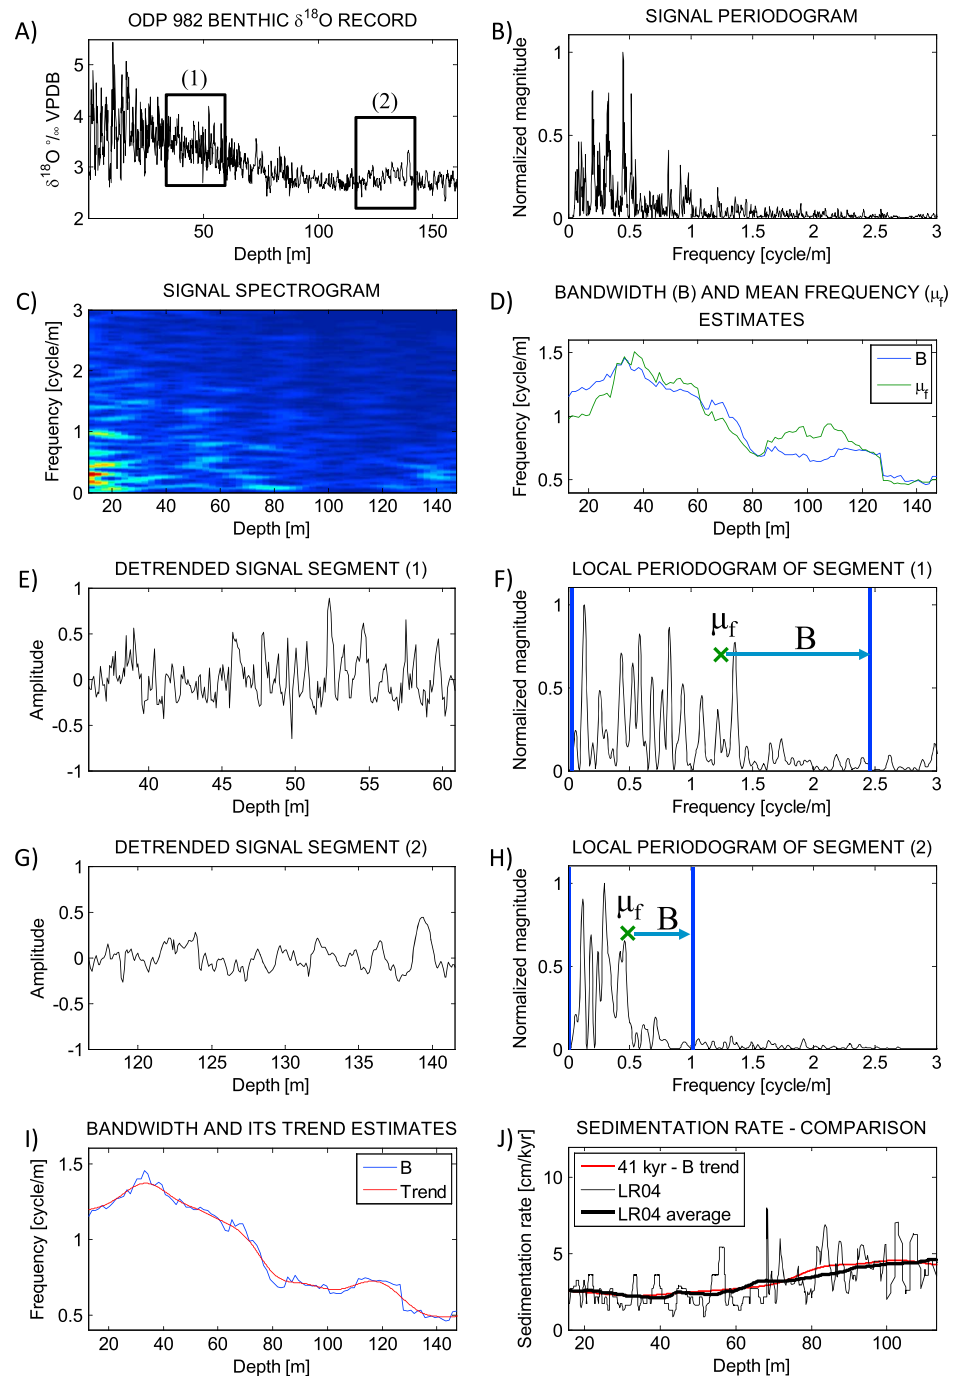 A)
ODP 982 BENTHIC δ¹⁸O RECORD
δ¹⁸O °/∞ VPDB
5
4
3
2
(1)
(2)
50
100
150
Depth [m]
B)
SIGNAL PERIODOGRAM
Normalized magnitude
1
0.5
0
0
0.5
1
1.5
2
2.5
3
Frequency [cycle/m]
C)
SIGNAL SPECTROGRAM
Frequency [cycle/m]
3
2
1
0
20
40
60
80
100
120
140
Depth [m]
D)
BANDWIDTH (B) AND MEAN FREQUENCY (μf)
ESTIMATES
Frequency [cycle/m]
1.5
1
0.5
B
μf
20
40
60
80
100
120
140
Depth [m]
E)
DETRENDED SIGNAL SEGMENT (1)
Amplitude
1
0.5
0
-0.5
-1
40
45
50
55
60
Depth [m]
F)
LOCAL PERIODOGRAM OF SEGMENT (1)
Normalized magnitude
1
0.5
0
μf
B
0
0.5
1
1.5
2
2.5
3
Frequency [cycle/m]
G)
DETRENDED SIGNAL SEGMENT (2)
Amplitude
1
0.5
0
-0.5
-1
120
125
130
135
140
Depth [m]
H)
LOCAL PERIODOGRAM OF SEGMENT (2)
Normalized magnitude
1
0.5
0
μf
B
0
0.5
1
1.5
2
2.5
3
Frequency [cycle/m]
I)
BANDWIDTH AND ITS TREND ESTIMATES
Frequency [cycle/m]
1.5
1
0.5
B
Trend
20
40
60
80
100
120
140
Depth [m]
J)
SEDIMENTATION RATE - COMPARISON
Sedimentation rate [cm/kyr]
10
5
0
41 kyr - B trend
LR04
LR04 average
20
40
60
80
100
Depth [m]